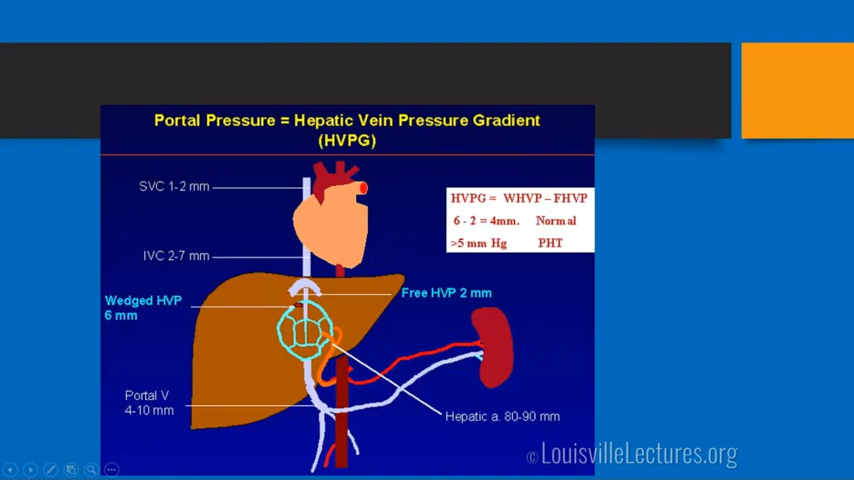 Portal Pressure = Hepatic Vein Pressure Gradient
(HVPG)
SVC 1-2 mm
HVPG = WHVP – FHVP
6 - 2 = 4mm. Normal
>5 mm Hg PHT
IVC 2-7 mm
Free HVP 2 mm
Wedged HVP
6 mm
Portal V
4-10 mm
Hepatic a. 80-90 mm
© LouisvilleLectures.org